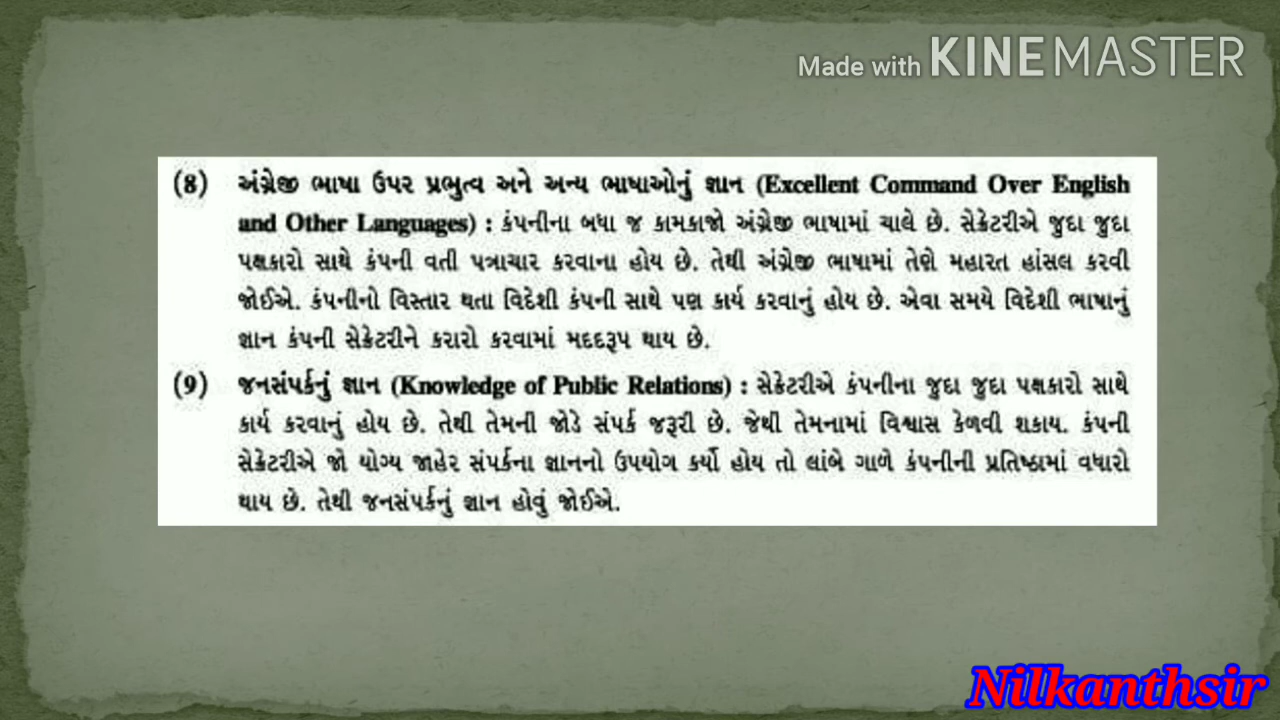 Made with KINEMASTER
(8) અંગ્રેજી ભાષા ઉપર પ્રભુત્વ અને અન્ય ભાષાઓનું જ્ઞાન (Excellent Command Over English
and Other Languages) : કંપનીના બધા જ કામકાજો અંગ્રેજી ભાષામાં ચાલે છે. સેક્રેટરીએ જુદા જુદા
પક્ષકારો સાથે કંપની વતી પત્રાચાર કરવાના હોય છે. તેથી અંગ્રેજી ભાષામાં તેણે મહારત હાંસલ કરવી
જોઈએ. કંપનીનો વિસ્તાર થતા વિદેશી કંપની સાથે પણ કાર્ય કરવાનું હોય છે. એવા સમયે વિદેશી ભાષાનું
જ્ઞાન કંપની સેક્રેટરીને કરારો કરવામાં મદદરૂપ થાય છે.
(9) જનસંપર્કનું જ્ઞાન (Knowledge of Public Relations) : સેક્રેટરીએ કંપનીના જુદા જુદા પક્ષકારો સાથે
કાર્ય કરવાનું હોય છે. તેથી તેમની જોડે સંપર્ક જરૂરી છે. જેથી તેમનામાં વિશ્વાસ કેળવી શકાય. કંપની
સેક્રેટરીએ જો યોગ્ય જાહેર સંપર્કના જ્ઞાનનો ઉપયોગ કર્યો હોય તો લાંબે ગાળે કંપનીની પ્રતિષ્ઠામાં વધારો
થાય છે. તેથી જનસંપર્કનું જ્ઞાન હોવું જોઈએ.
Nilkanthsir